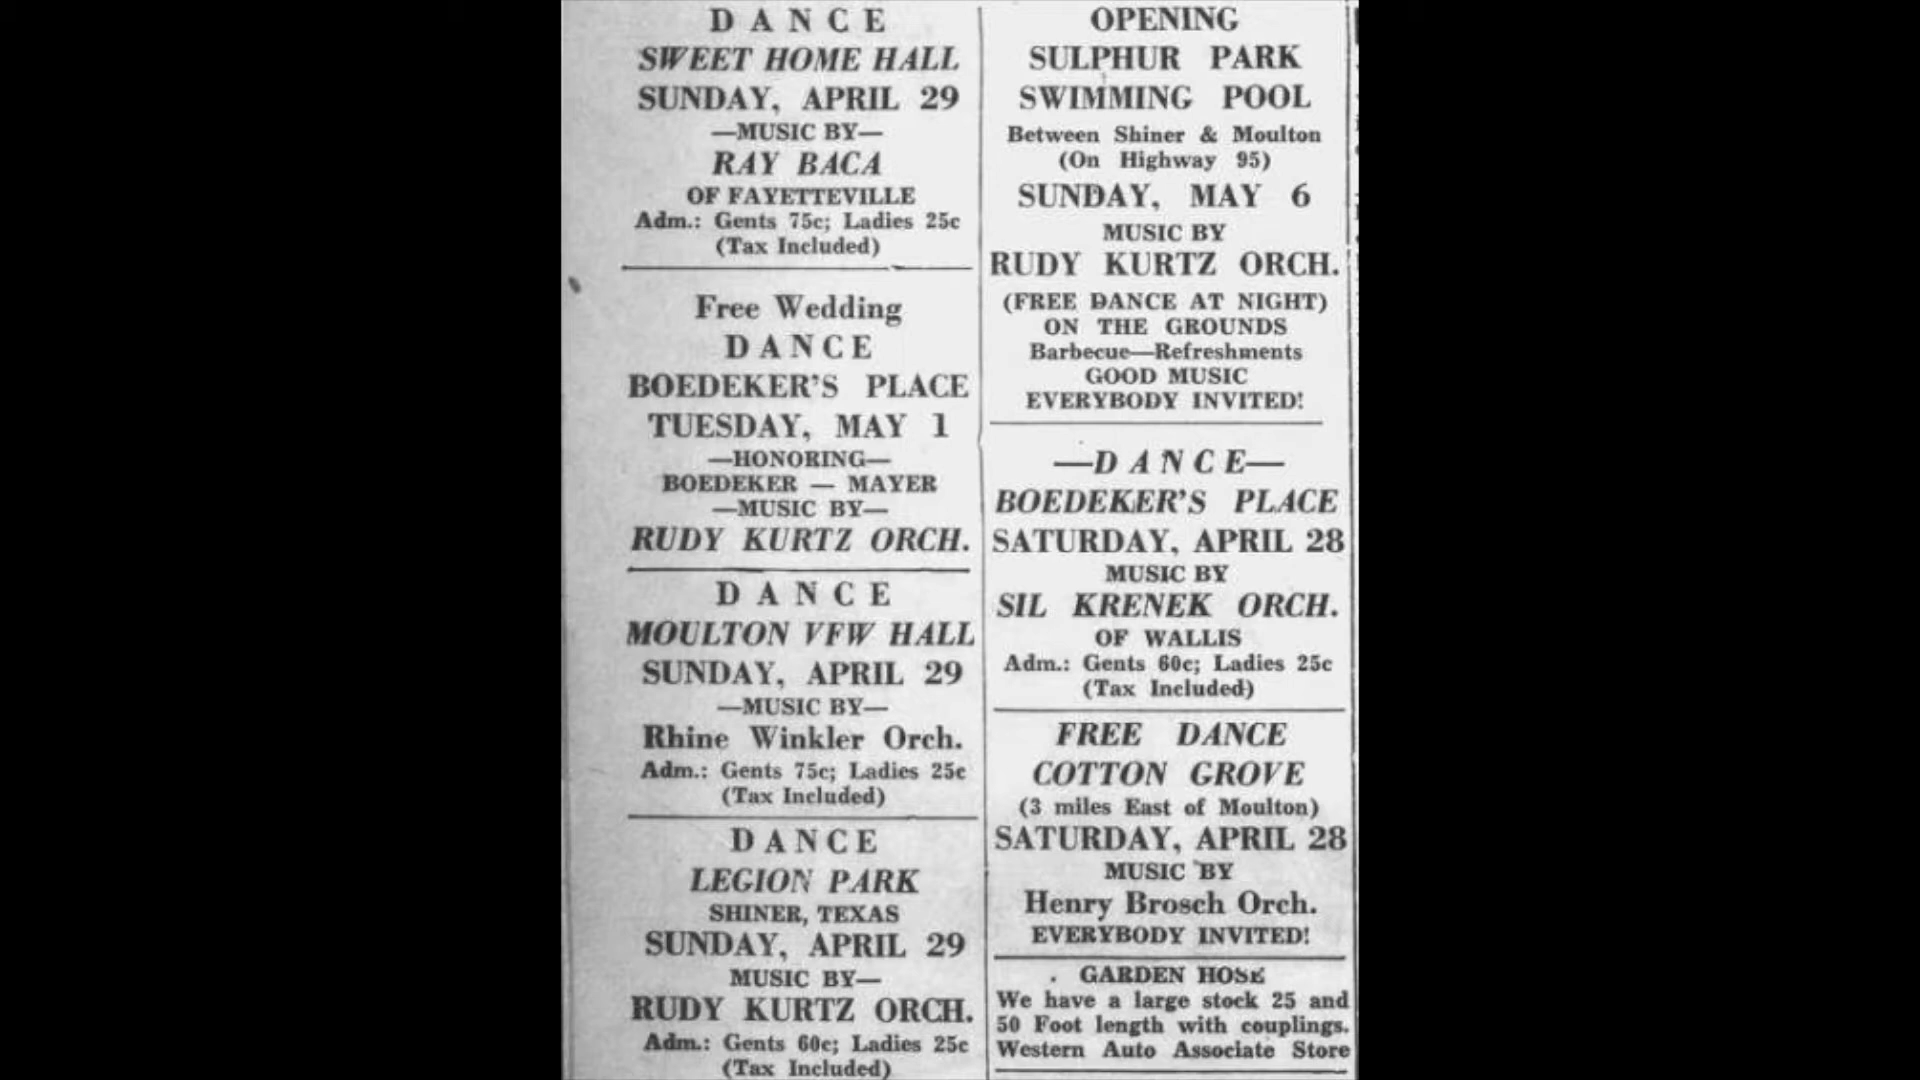 DANCE
SWEET HOME HALL
SUNDAY, APRIL 29
—MUSIC BY—
RAY BACA
OF FAYETTEVILLE
Adm.: Gents 75c; Ladies 25c
(Tax Included)
Free Wedding
DANCE
BOEDEKER'S PLACE
TUESDAY, MAY 1
—HONORING—
BOEDEKER — MAYER
—MUSIC BY—
RUDY KURTZ ORCH.
DANCE
MOULTON VFW HALL
SUNDAY, APRIL 29
—MUSIC BY—
Rhine Winkler Orch.
Adm.: Gents 75c; Ladies 25c
(Tax Included)
DANCE
LEGION PARK
SHINER, TEXAS
SUNDAY, APRIL 29
MUSIC BY—
RUDY KURTZ ORCH.
Adm.: Gents 60c; Ladies 25c
(Tax Included)
OPENING
SULPHUR PARK
SWIMMING POOL
Between Shiner & Moulton
(On Highway 95)
SUNDAY, MAY 6
MUSIC BY
RUDY KURTZ ORCH.
(FREE DANCE AT NIGHT)
ON THE GROUNDS
Barbecue—Refreshments
GOOD MUSIC
EVERYBODY INVITED!
—DANCE—
BOEDEKER'S PLACE
SATURDAY, APRIL 28
MUSIC BY
SIL KRENEK ORCH.
OF WALLIS
Adm.: Gents 60c; Ladies 25c
(Tax Included)
FREE DANCE
COTTON GROVE
(3 miles East of Moulton)
SATURDAY, APRIL 28
MUSIC BY
Henry Brosch Orch.
EVERYBODY INVITED!
GARDEN HOSE
We have a large stock 25 and
50 Foot length with couplings.
Western Auto Associate Store